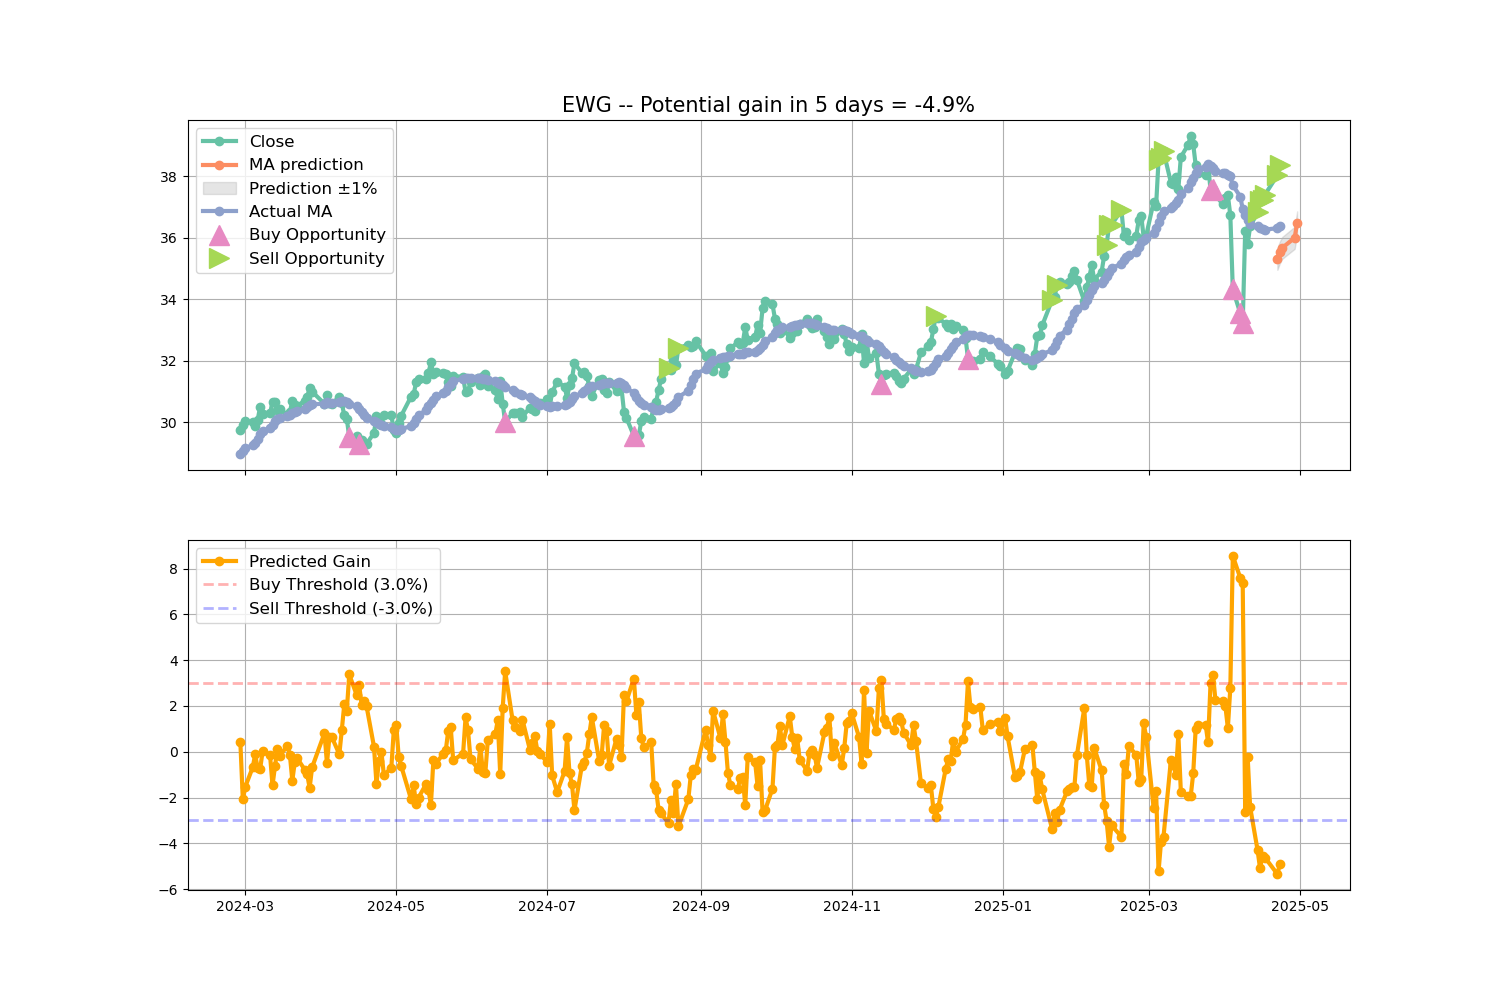 EWG -- Potential gain in 5 days = -4.9%
Close
MA prediction
Prediction ±1%
Actual MA
Buy Opportunity
Sell Opportunity
38
36
34
32
30
Predicted Gain
Buy Threshold (3.0%)
Sell Threshold (-3.0%)
8
6
4
2
0
−2
−4
−6
2024-03 2024-05 2024-07 2024-09 2024-11 2025-01 2025-03 2025-05